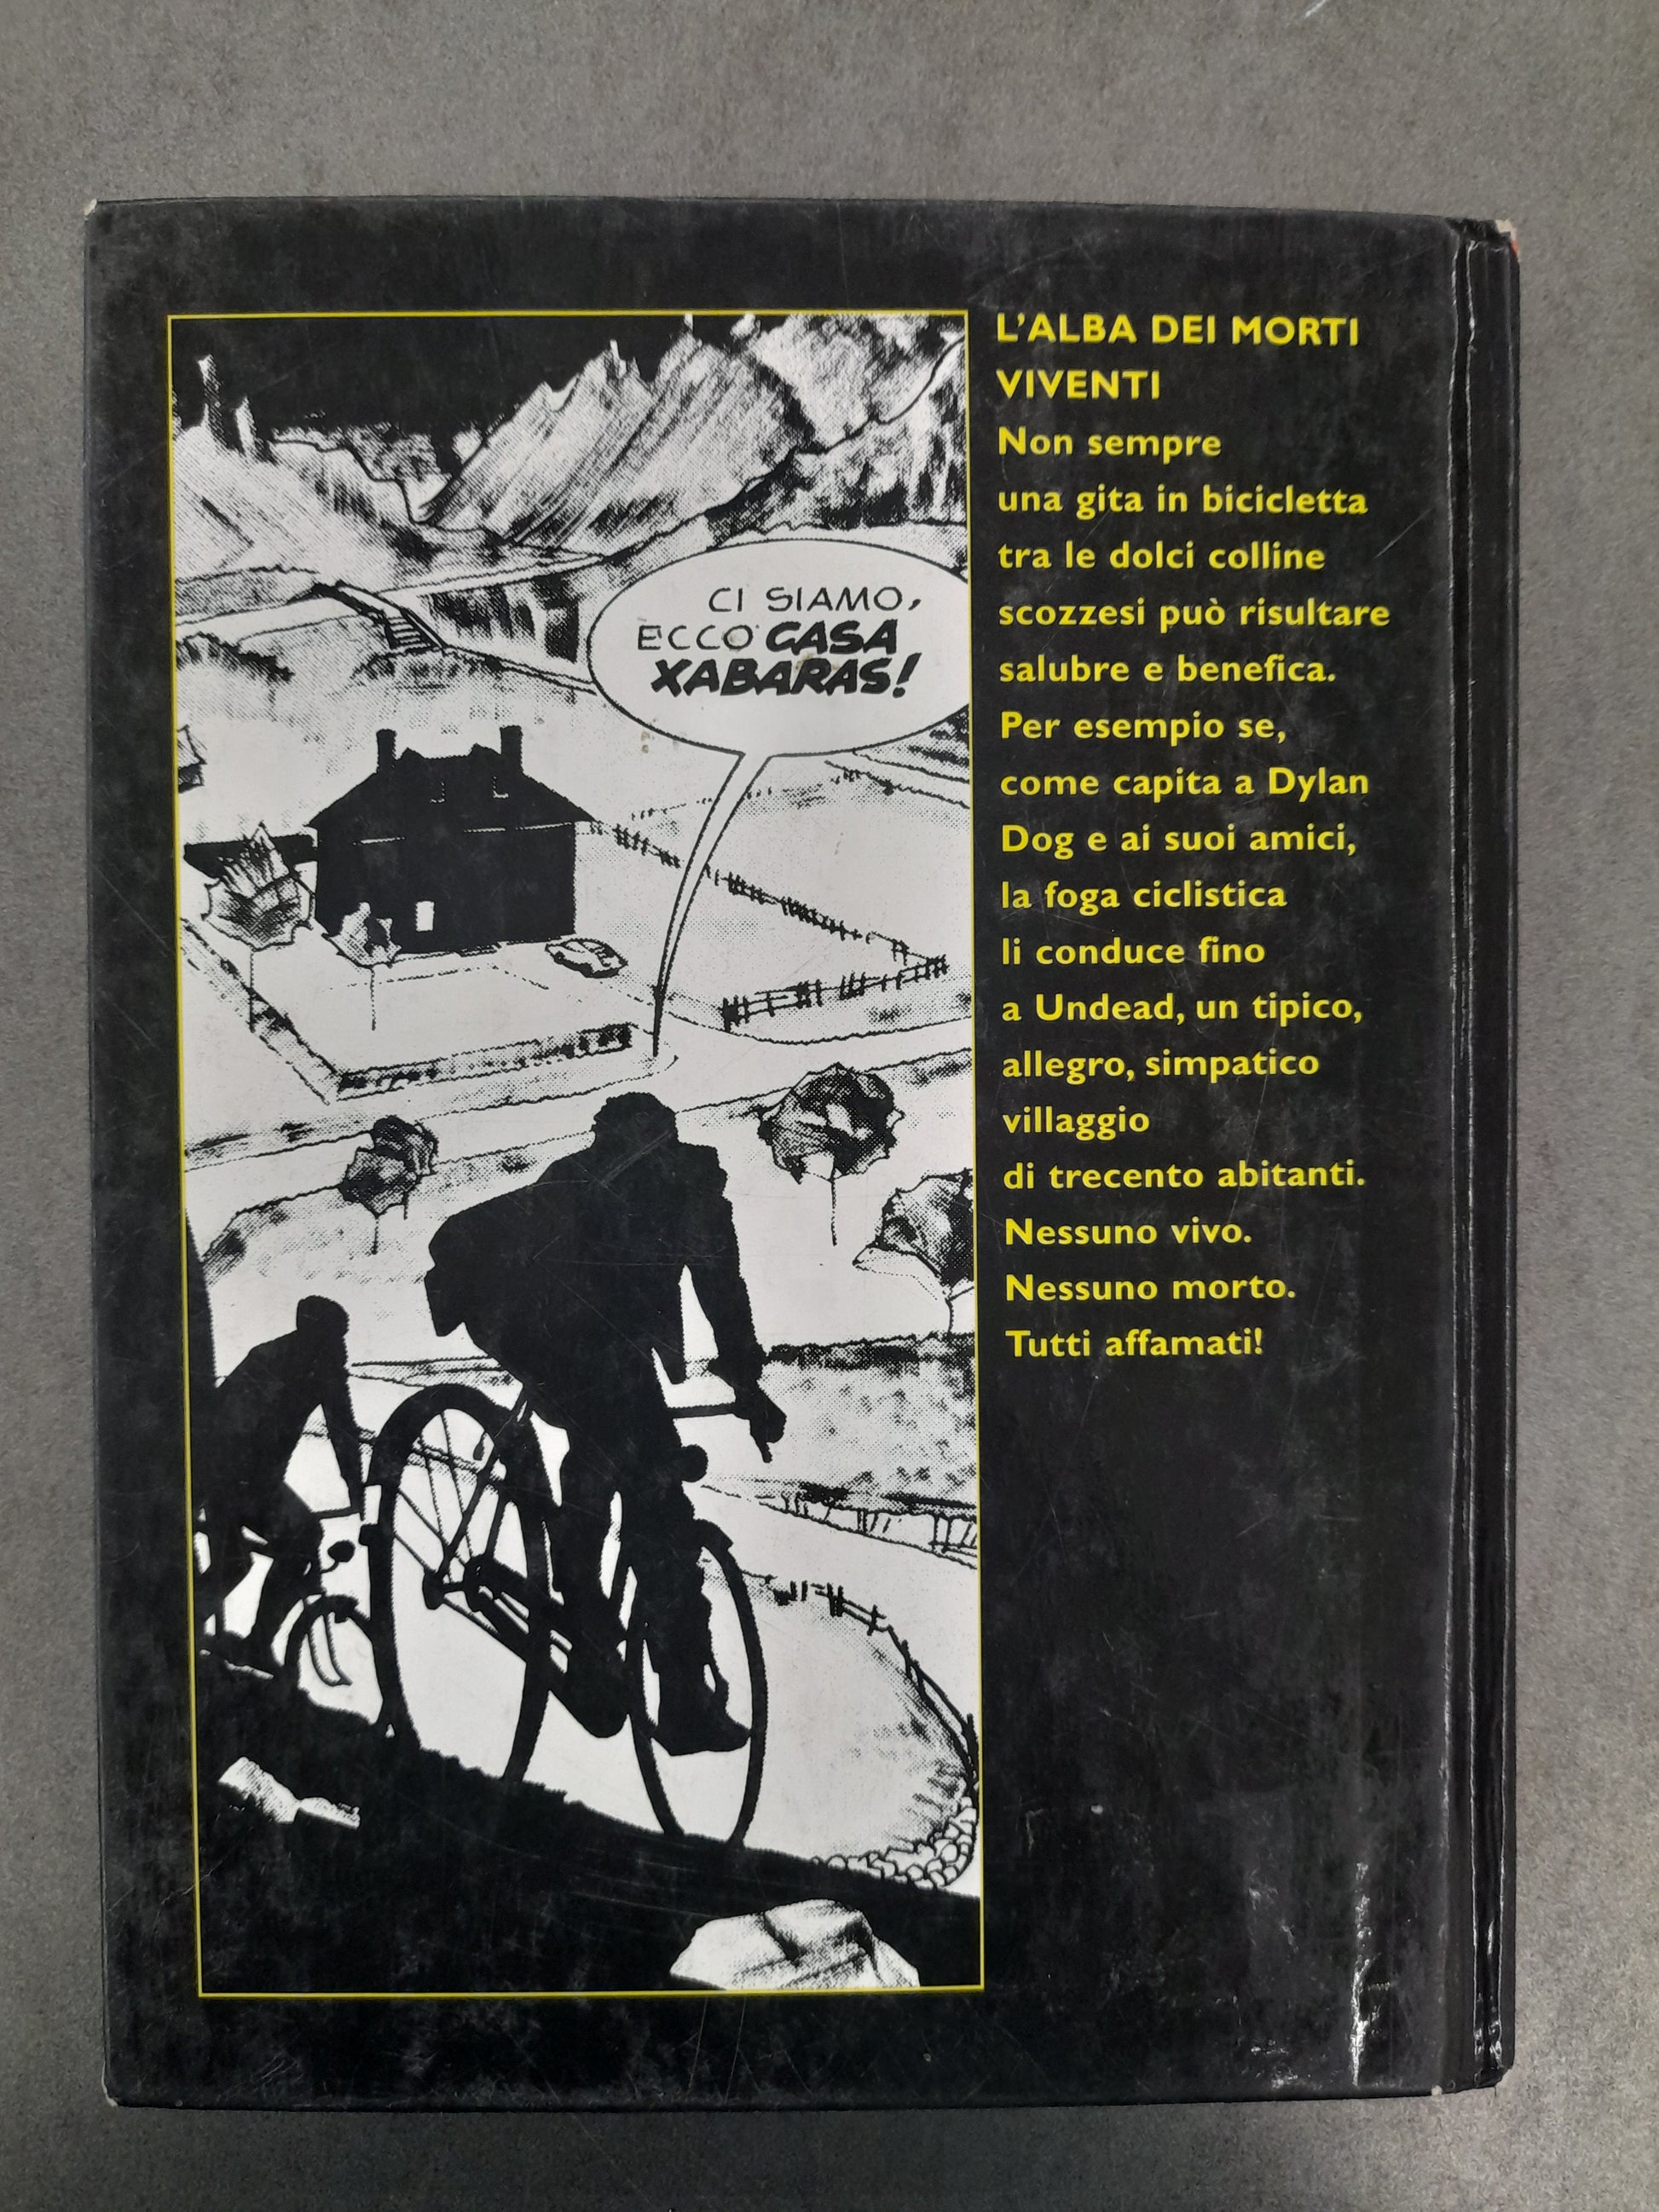 L'ALBA DEI MORTI
VIVENTI
Non sempre
una gita in bicicletta
tra le dolci colline
scozzesi può risultare
salubre e benefica.
Per esempio se,
come capita a Dylan
Dog e ai suoi amici,
la foga ciclistica
li conduce fino
a Undead, un tipico,
allegro, simpatico
villaggio
di trecento abitanti.
Nessuno vivo.
Nessuno morto.
Tutti affamati!
CI SIAMO,
ECCO CASA
XABARAS!